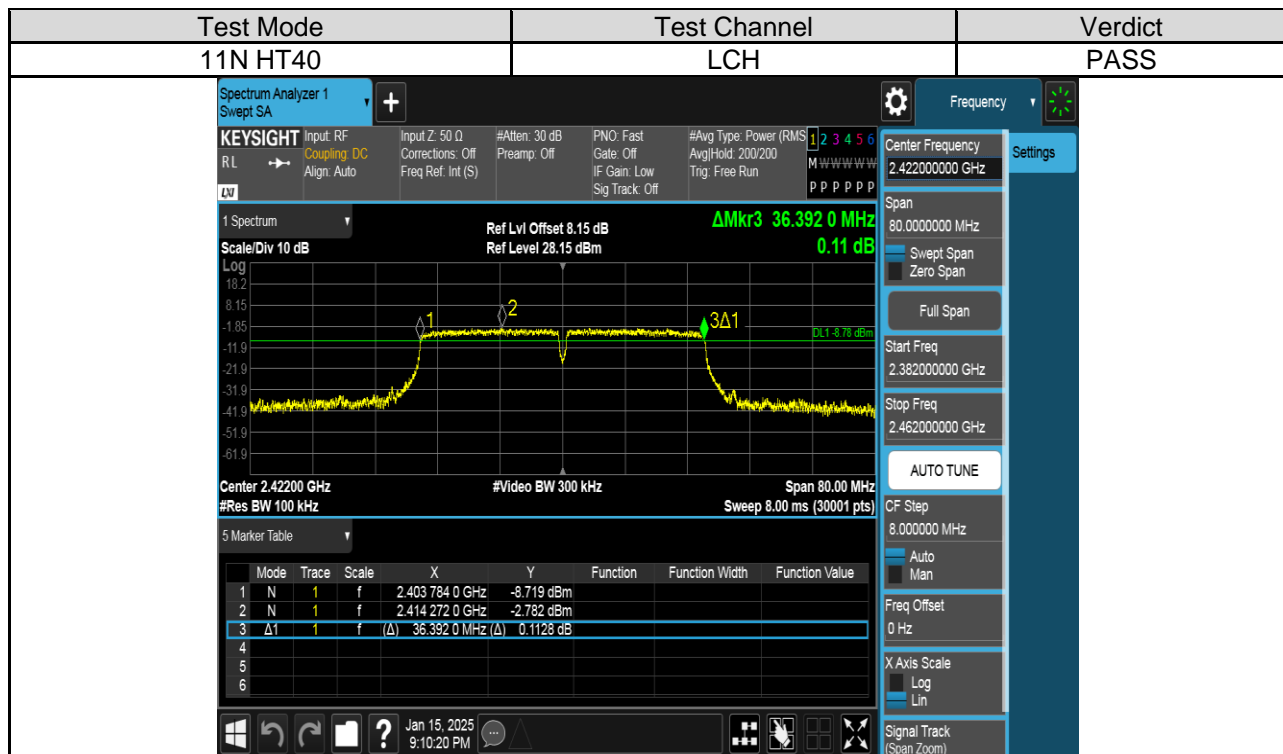 Test Mode Test Channel Verdict
11N HT40 LCH PASS
Spectrum Analyzer 1
Swept SA
+
Frequency
KEYSIGHT Input: RF Input Z: 50 Ω #Atten: 30 dB PNO: Fast #Avg Type: Power (RMS 1 2 3 4 5 6
RL Coupling: DC Corrections: Off Preamp: Off Gate: Off Avg|Hold: 200/200 M W W W W W
Align: Auto Freq Ref: Int (S) IF Gain: Low Trig: Free Run
LXI Sig Track: Off P P P P P P
Center Frequency
2.422000000 GHz
Settings
1 Spectrum
Ref Lvl Offset 8.15 dB ΔMkr3 36.392 0 MHz
Scale/Div 10 dB Ref Level 28.15 dBm 0.11 dB
Log
18.2
8.15
-1.85
-11.9
-21.9
-31.9
-41.9
-51.9
-61.9
1
2
3Δ1
DL1 -8.78 dBm
Center 2.42200 GHz #Video BW 300 kHz Span 80.00 MHz
#Res BW 100 kHz Sweep 8.00 ms (30001 pts)
Span
80.0000000 MHz
Swept Span
Zero Span
Full Span
Start Freq
2.382000000 GHz
Stop Freq
2.462000000 GHz
AUTO TUNE
CF Step
8.000000 MHz
Auto
Man
Freq Offset
0 Hz
X Axis Scale
Log
Lin
Signal Track
(Span Zoom)
5 Marker Table
Mode Trace Scale X Y Function Function Width Function Value
1 N 1 f 2.403 784 0 GHz -8.719 dBm
2 N 1 f 2.414 272 0 GHz -2.782 dBm
3 Δ1 1 f (Δ) 36.392 0 MHz (Δ) 0.1128 dB
4
5
6
?
Jan 15, 2025
9:10:20 PM